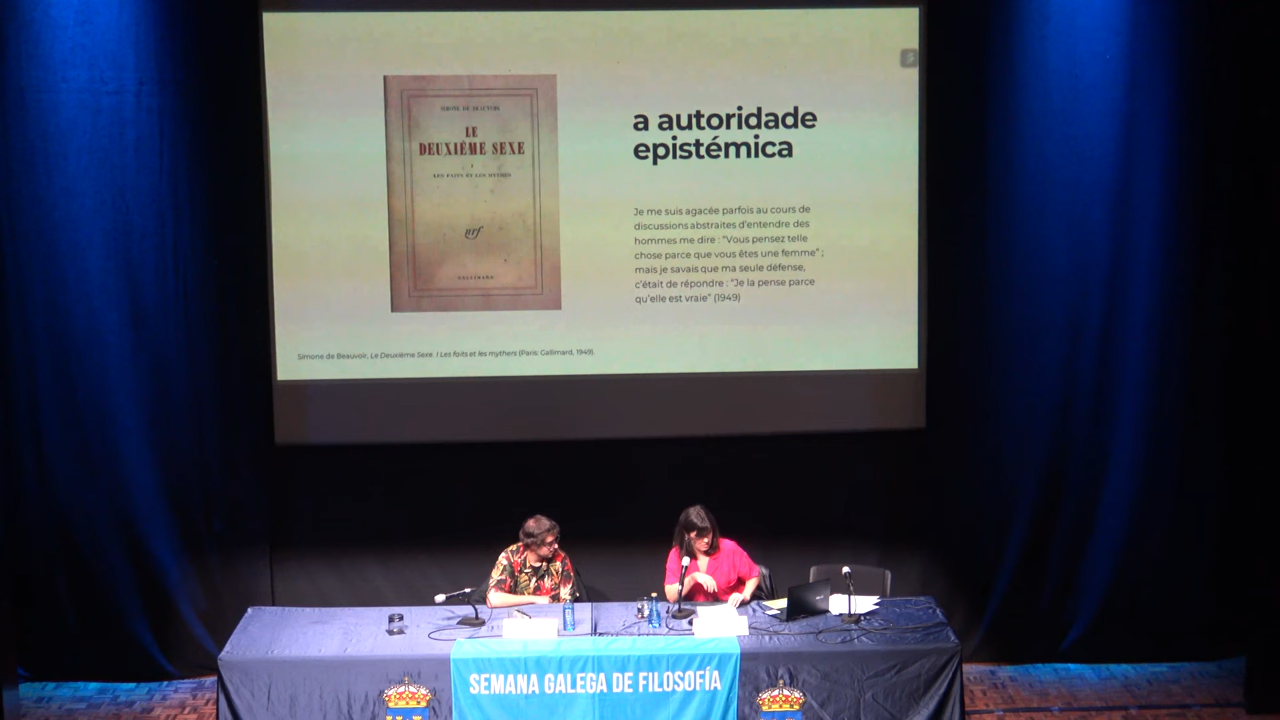 SIMONE DE BEAUVOIR
LE
DEUXIÈME SEXE
I
LES FAITS ET LES MYTHES
nrf
GALLIMARD
a autoridade
epistémica
Je me suis agacée parfois au cours de
discussions abstraites d'entendre des
hommes me dire : "Vous pensez telle
chose parce que vous êtes une femme" ;
mais je savais que ma seule défense,
c'était de répondre : "Je la pense parce
qu'elle est vraie" (1949)
Simone de Beauvoir, Le Deuxième Sexe I Les faits et les mythers (Paris: Gallimard, 1949).
SEMANA GALEGA DE FILOSOFÍA